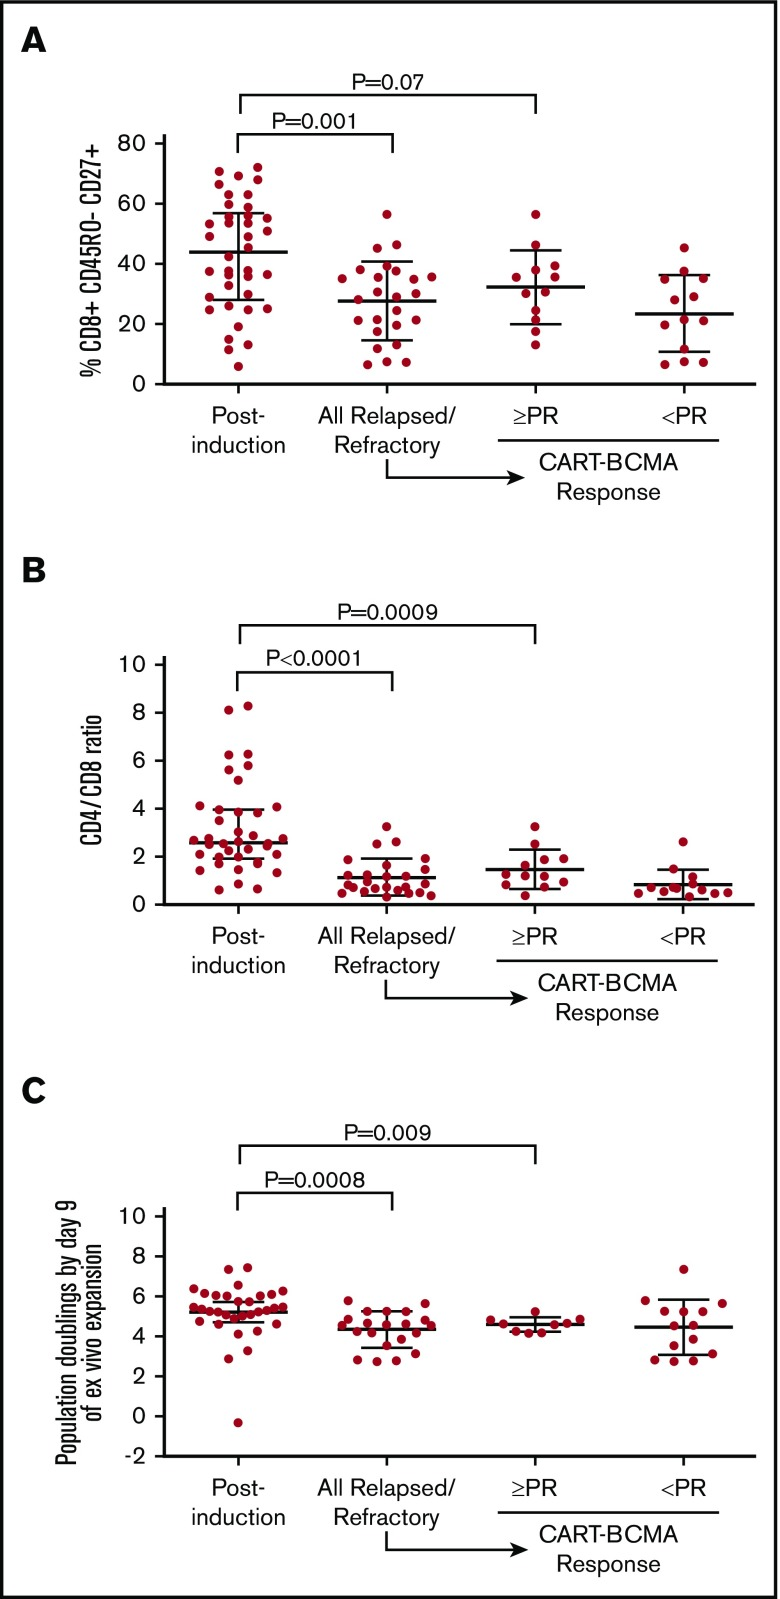 A
P=0.07
P=0.001
% CD8+ CD45RO- CD27+
80
60
40
20
0
Post-
induction
All Relapsed/
Refractory
≥PR
<PR
CART-BCMA
Response
B
P=0.0009
P<0.0001
CD4/CD8 ratio
10
8
6
4
2
0
Post-
induction
All Relapsed/
Refractory
≥PR
<PR
CART-BCMA
Response
C
P=0.009
P=0.0008
Population doublings by day 9
of ex vivo expansion
10
8
6
4
2
0
-2
Post-
induction
All Relapsed/
Refractory
≥PR
<PR
CART-BCMA
Response